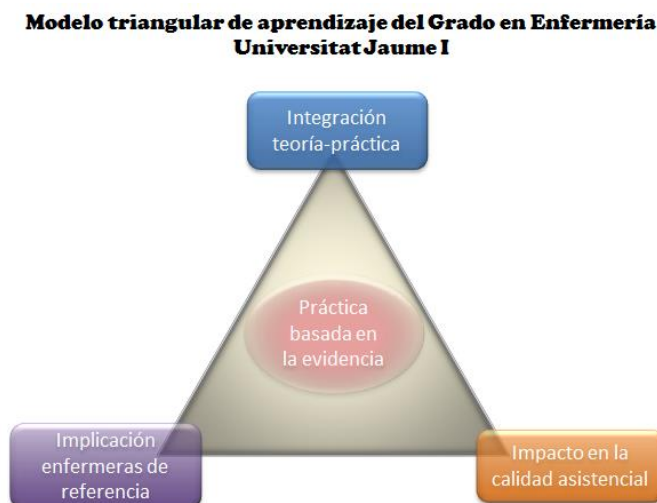 Modelo triangular de aprendizaje del Grado en Enfermería
Universitat Jaume I
Integración
teoría-práctica
Práctica
basada en
la evidencia
Implicación
enfermeras de
referencia
Impacto en la
calidad asistencial